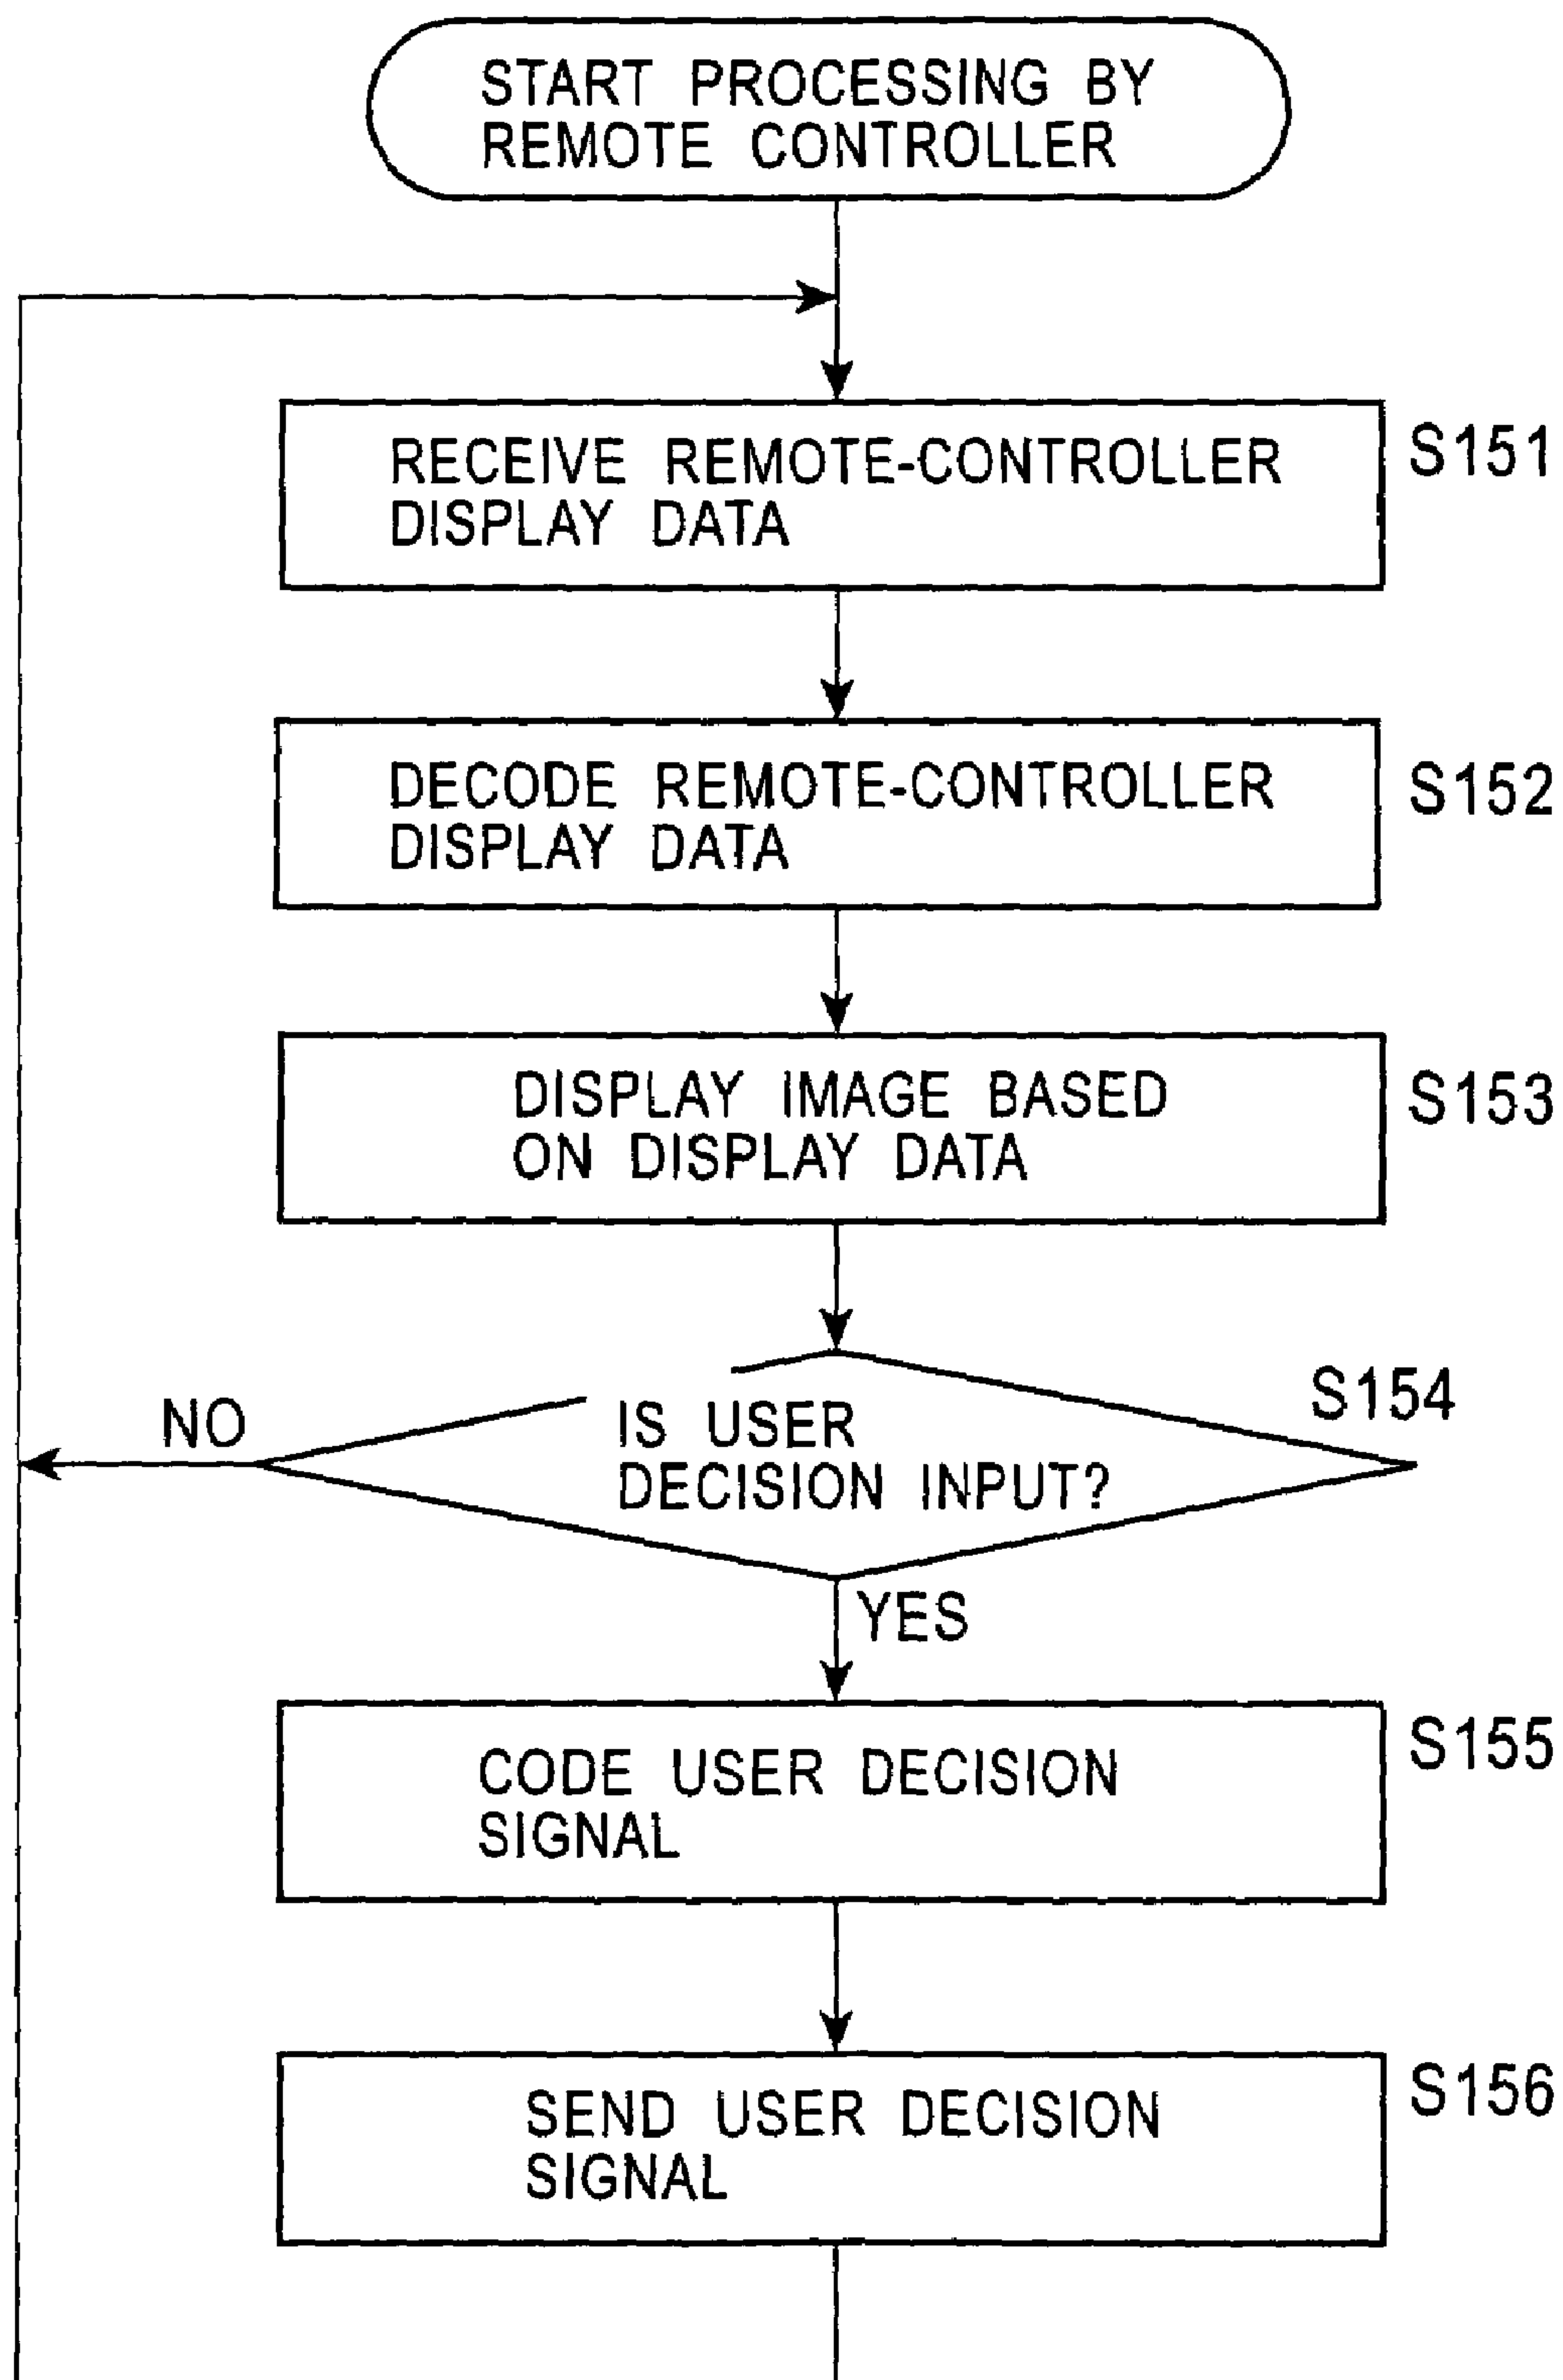 START PROCESSING BY
REMOTE CONTROLLER
RECEIVE REMOTE-CONTROLLER
DISPLAY DATA
S151
DECODE REMOTE-CONTROLLER
DISPLAY DATA
S152
DISPLAY IMAGE BASED
ON DISPLAY DATA
S153
S154
NO
IS USER
DECISION INPUT?
YES
CODE USER DECISION
SIGNAL
S155
SEND USER DECISION
SIGNAL
S156